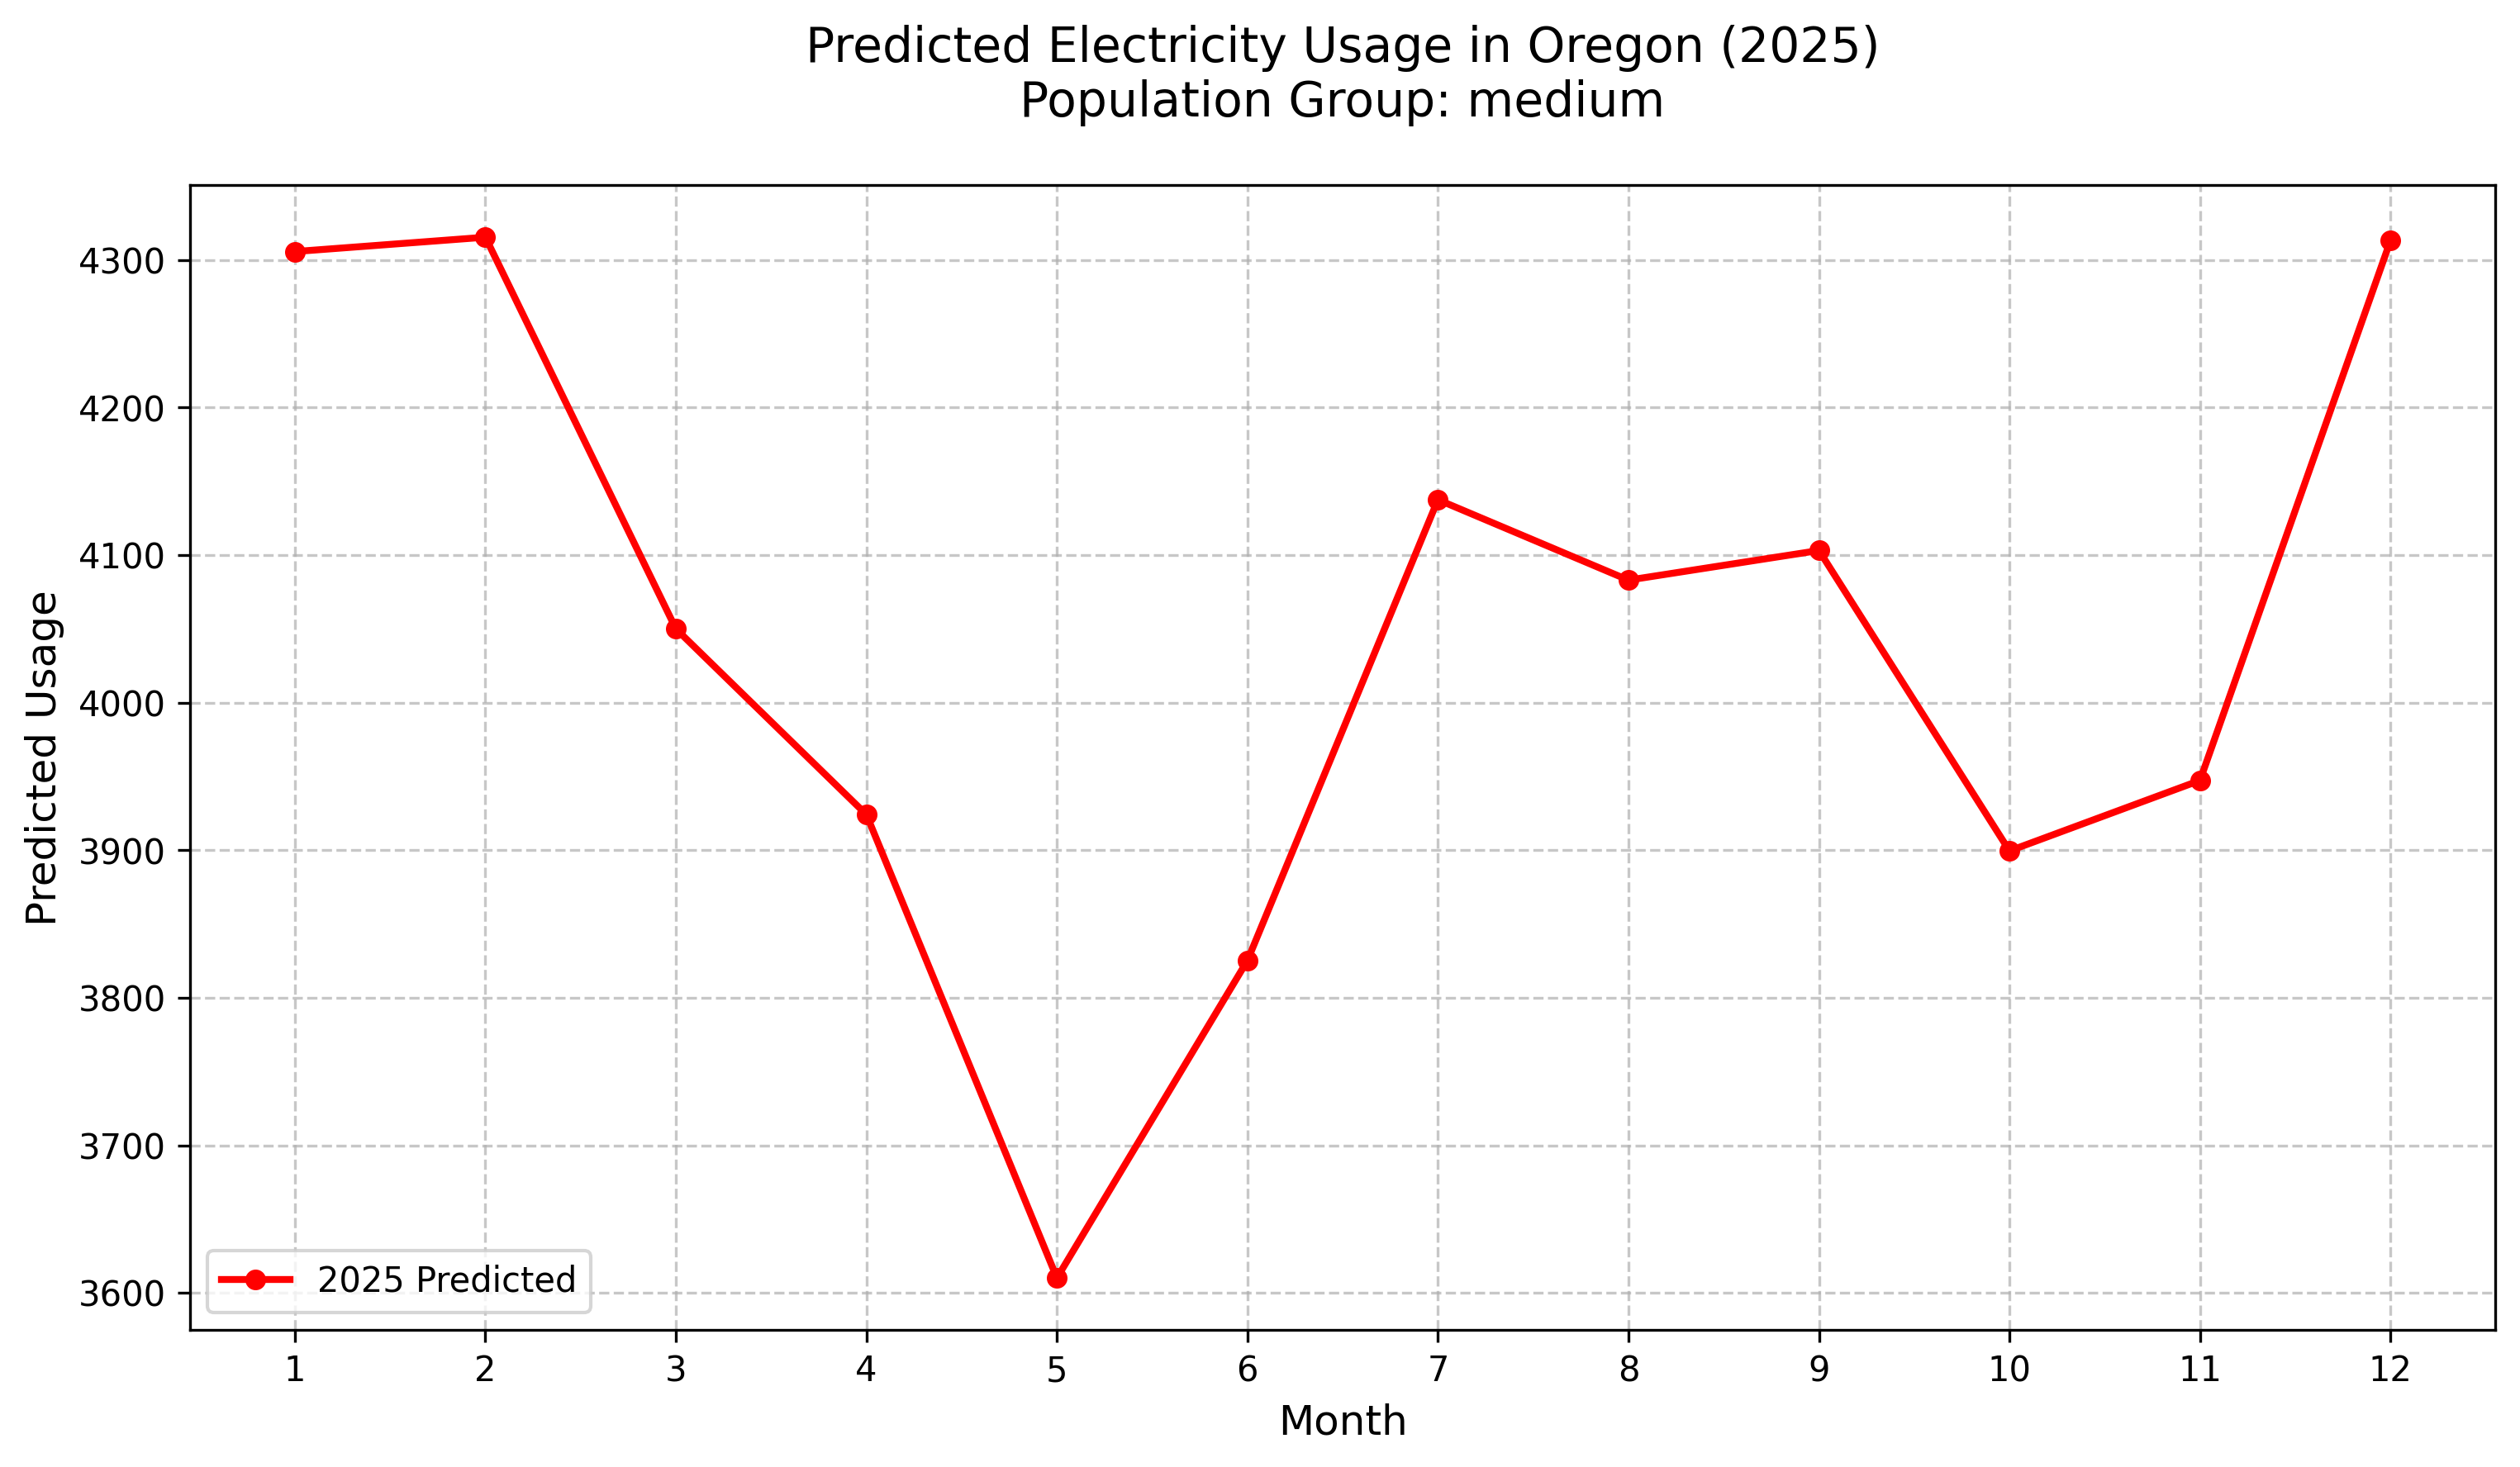 Predicted Electricity Usage in Oregon (2025)
Population Group: medium
Predicted Usage
4300
4200
4100
4000
3900
3800
3700
3600
2025 Predicted
1 2 3 4 5 6 7 8 9 10 11 12
Month